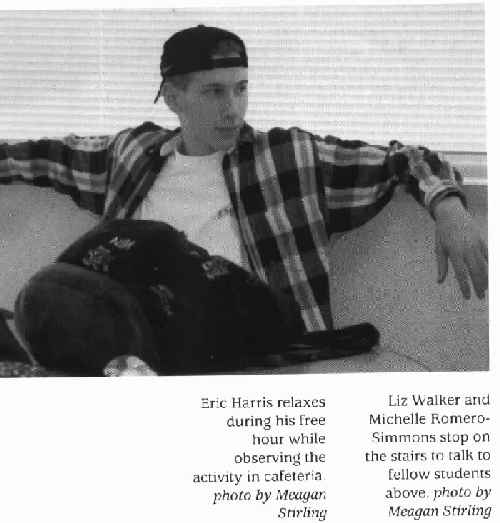 Eric Harris relaxes
during his free
hour while
observing the
activity in cafeteria.
photo by Meagan
Stirling
Liz Walker and
Michelle Romero-
Simmons stop on
the stairs to talk to
fellow students
above. photo by
Meagan Stirling